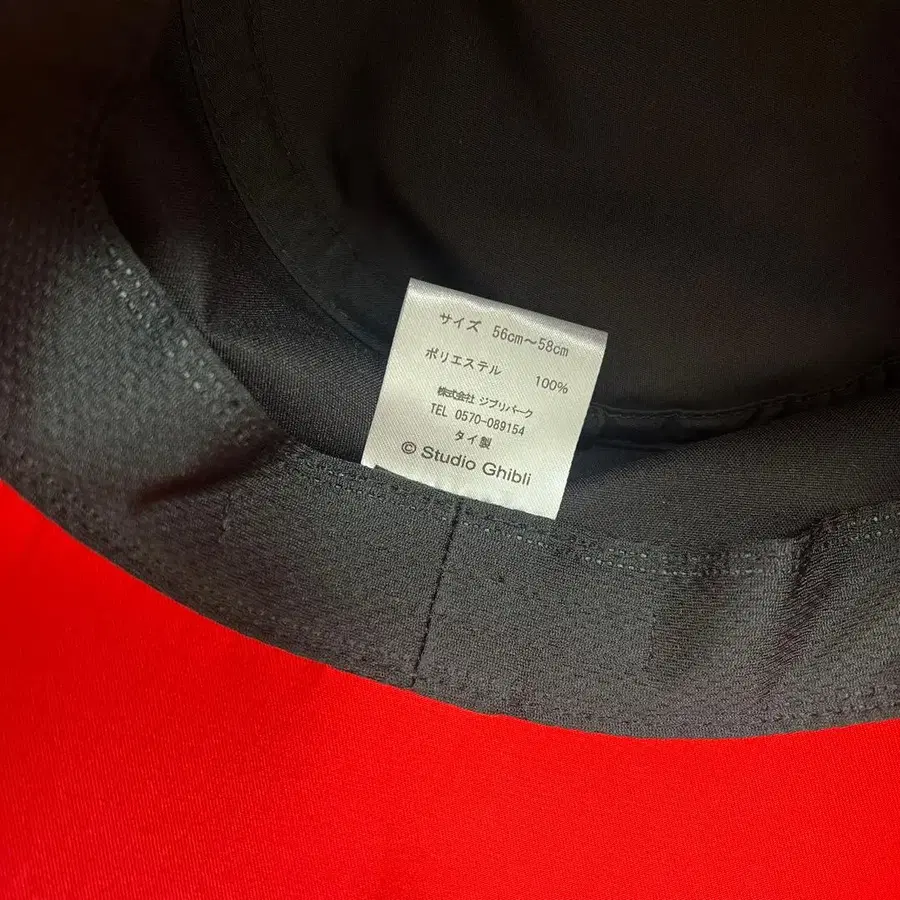 サイズ 56cm～58cm
ポリエステル 100%
株式会社 ジブリパーク
TEL 0570-089154
タイ製
© Studio Ghibli